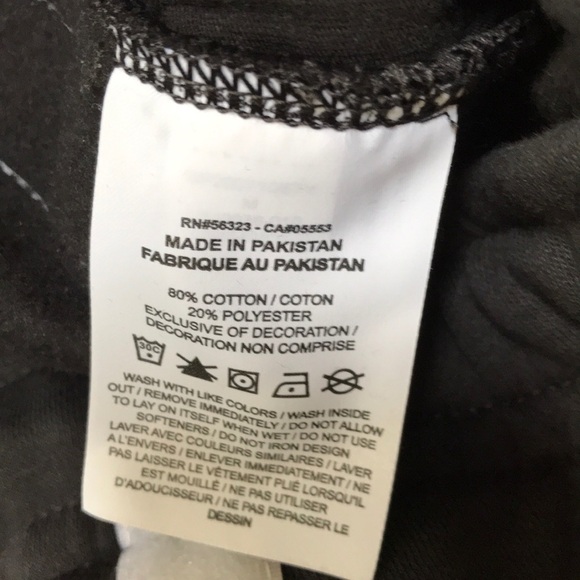 RN#56323 - CA#05553
MADE IN PAKISTAN
FABRIQUE AU PAKISTAN
80% COTTON / COTON
20% POLYESTER
EXCLUSIVE OF DECORATION /
DECORATION NON COMPRISE
30C
WASH WITH LIKE COLORS / WASH INSIDE
OUT / REMOVE IMMEDIATELY / DO NOT ALLOW
TO LAY ON ITSELF WHEN WET / DO NOT USE
SOFTENERS / DO NOT IRON DESIGN
LAVER AVEC COULEURS SIMILAIRES / LAVER
A L'ENVERS / ENLEVER IMMEDIATEMENT / NE
PAS LAISSER LE VÊTEMENT PLIÉ LORSQU'IL
EST MOUILLÉ / NE PAS UTILISER
D'ADOUCISSEUR / NE PAS REPASSER LE
DESSIN